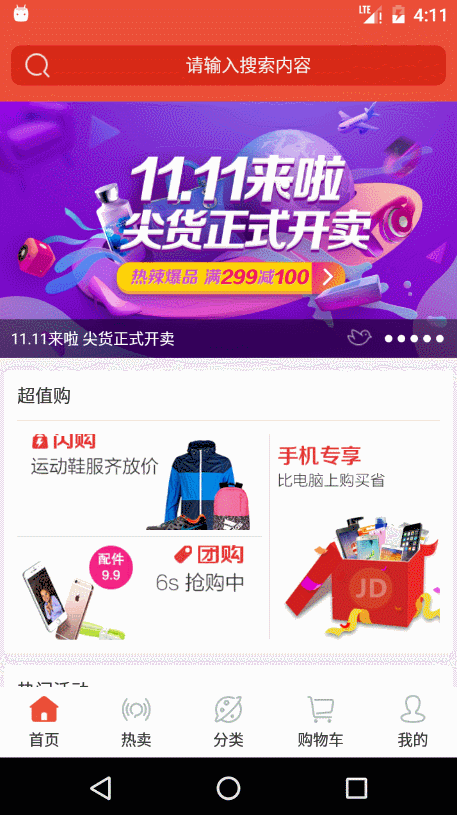 LTE 4:11
请输入搜索内容
11.11来啦
尖货正式开卖
热辣爆品 满299减100
11.11来啦 尖货正式开卖
超值购
闪购
运动鞋服齐放价
手机专享
比电脑上购买省
配件
9.9
团购
6s 抢购中
JD
首页 热卖 分类 购物车 我的